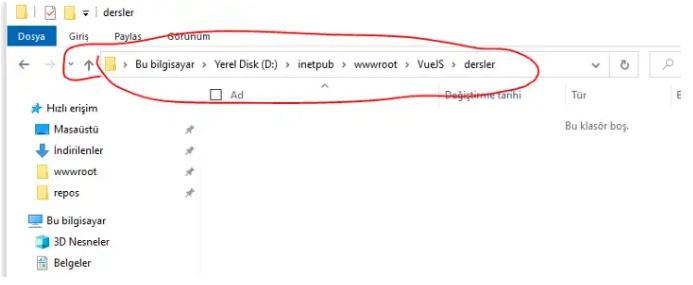 dersler
Dosya Giriş Paylaş Görünüm
Bu bilgisayar Yerel Disk (D:) inetpub wwwroot VueJS dersler
Ad Değiştirme tarihi Tür
Bu klasör boş.
Hızlı erişim
Masaüstü
İndirilenler
wwwroot
repos
Bu bilgisayar
3D Nesneler
Belgeler